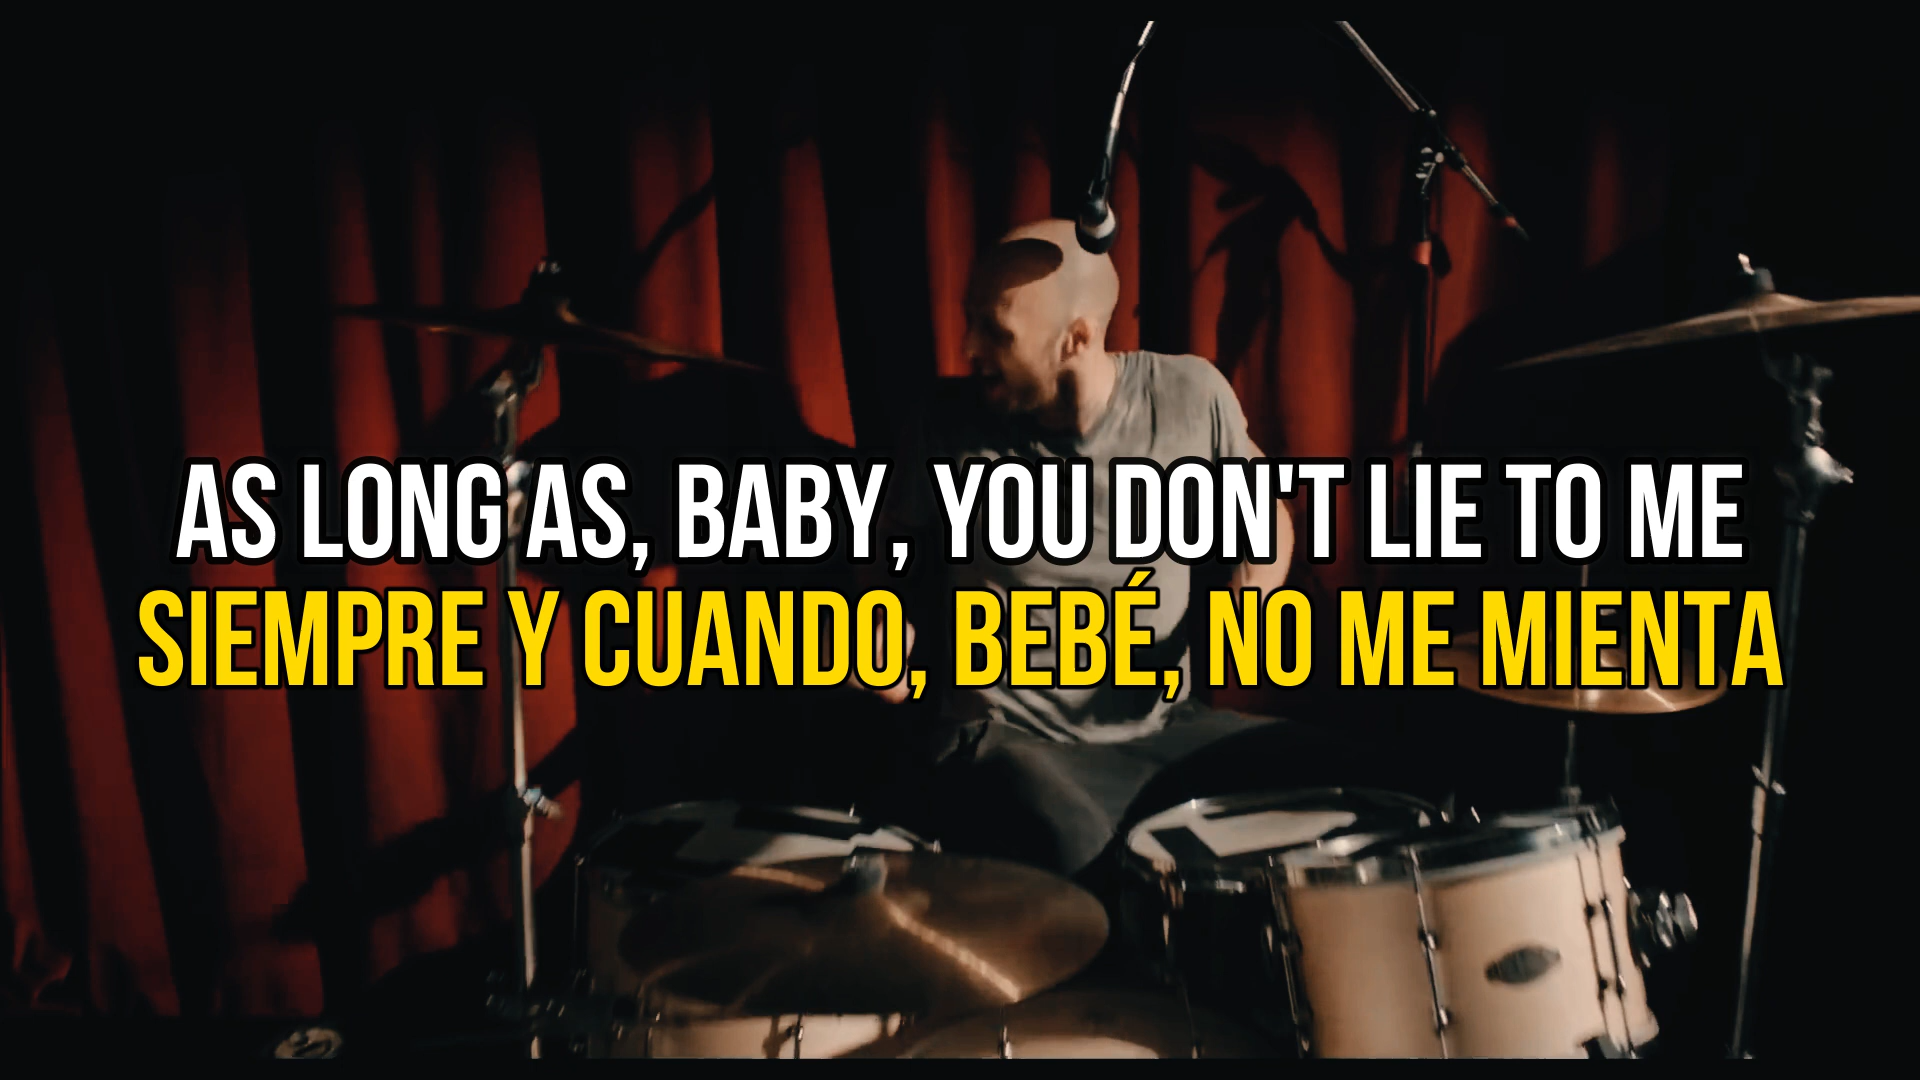 AS LONG AS, BABY, YOU DON'T LIE TO ME
SIEMPRE Y CUANDO, BEBÉ, NO ME MIENTA